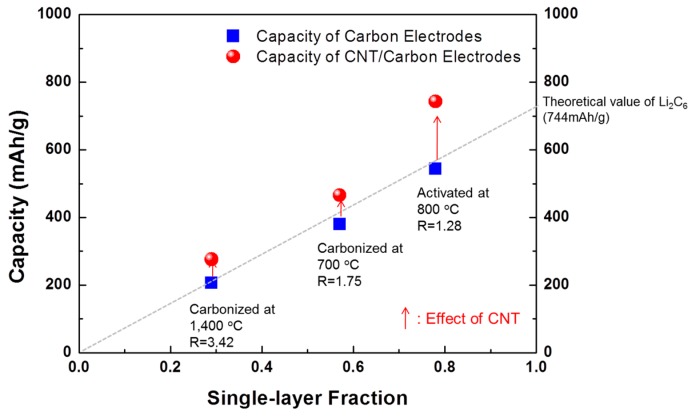 Capacity of Carbon Electrodes
Capacity of CNT/Carbon Electrodes
Capacity (mAh/g)
1000
800
600
400
200
0
1000
800
600
400
200
0
Theoretical value of Li₂C₆
(744mAh/g)
Activated at
800 ᵒC
R=1.28
Carbonized at
700 ᵒC
R=1.75
Carbonized at
1,400 ᵒC
R=3.42
: Effect of CNT
0.0 0.2 0.4 0.6 0.8 1.0
Single-layer Fraction